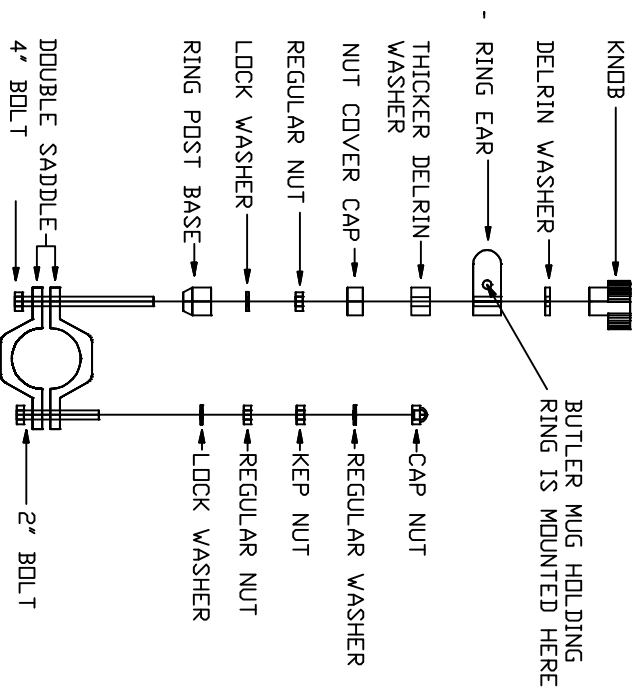 KNOB
DELRIN WASHER
RING EAR
THICKER DELRIN
WASHER
NUT COVER CAP
REGULAR NUT
LOCK WASHER
RING POST BASE
DOUBLE SADDLE
4" BOLT
BUTLER MUG HOLDING
RING IS MOUNTED HERE
CAP NUT
REGULAR WASHER
KEP NUT
REGULAR NUT
LOCK WASHER
2" BOLT